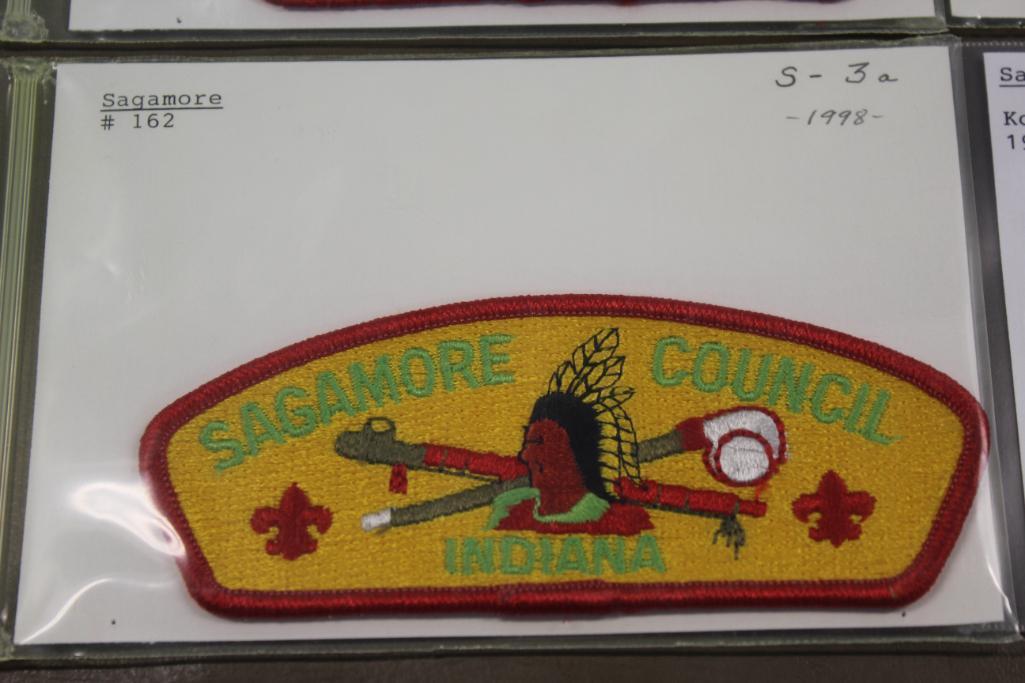 Sagamore
# 162
S - 3a
-1998-
SAGAMORE COUNCIL
INDIANA